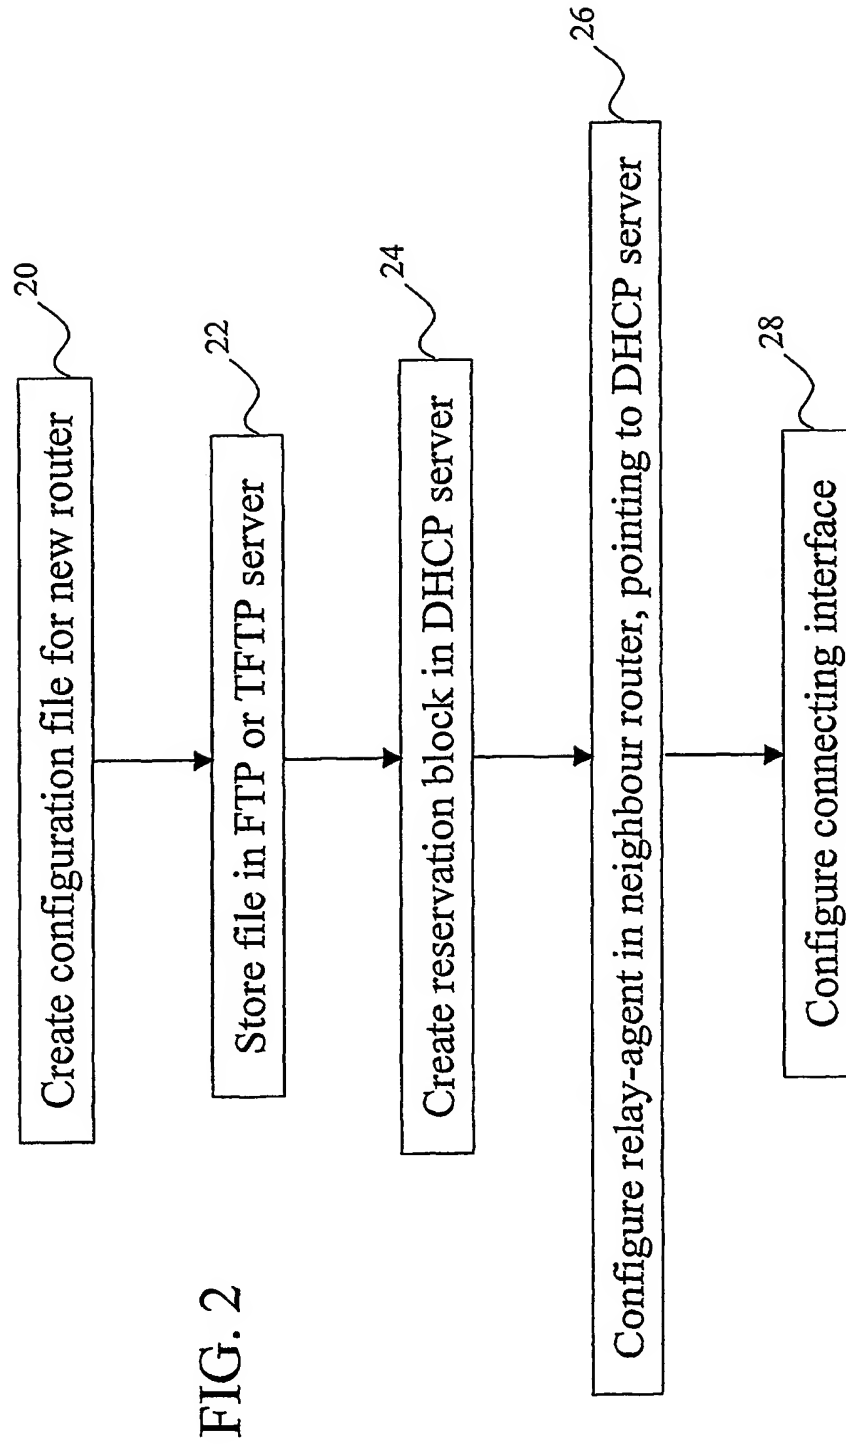 FIG. 2
Create configuration file for new router
20
Store file in FTP or TFTP server
22
Create reservation block in DHCP server
24
Configure relay-agent in neighbour router, pointing to DHCP server
26
Configure connecting interface
28